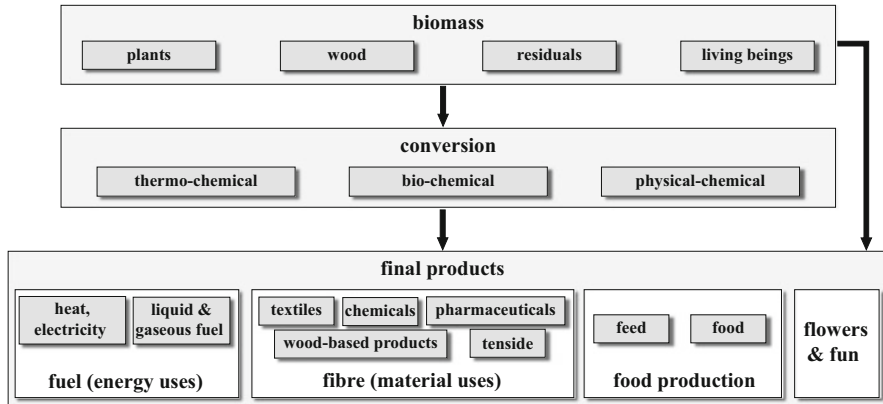 biomass
plants
wood
residuals
living beings
conversion
thermo-chemical
bio-chemical
physical-chemical
final products
heat,
electricity
liquid &
gaseous fuel
fuel (energy uses)
textiles
chemicals
pharmaceuticals
wood-based products
tenside
fibre (material uses)
feed
food
food production
flowers
& fun